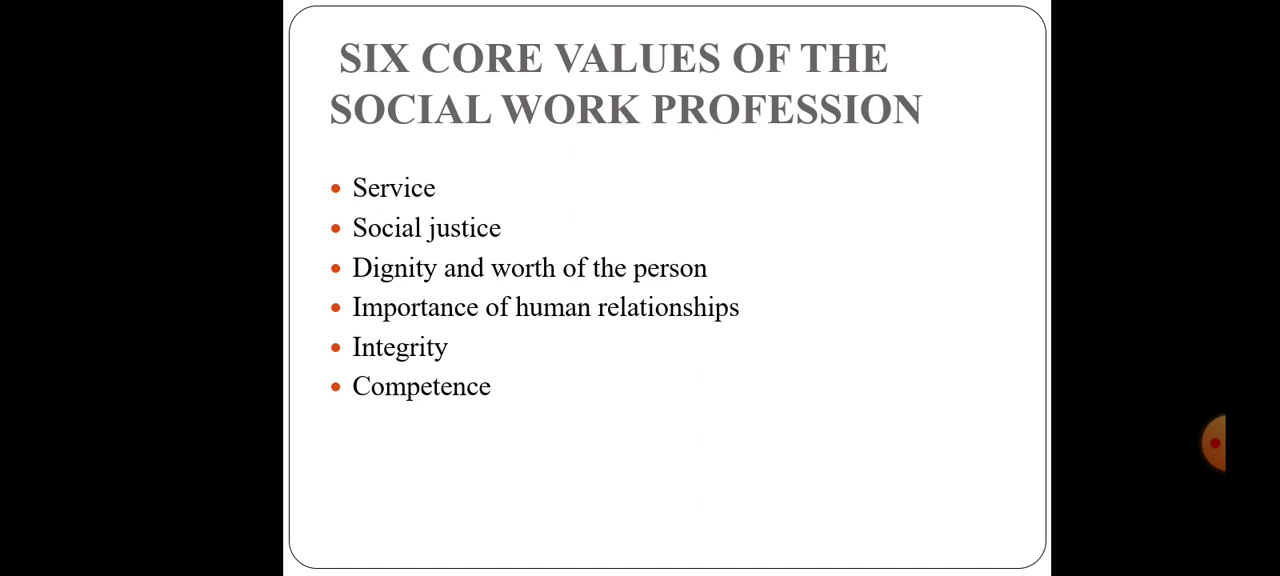 SIX CORE VALUES OF THE
SOCIAL WORK PROFESSION
Service
Social justice
Dignity and worth of the person
Importance of human relationships
Integrity
Competence